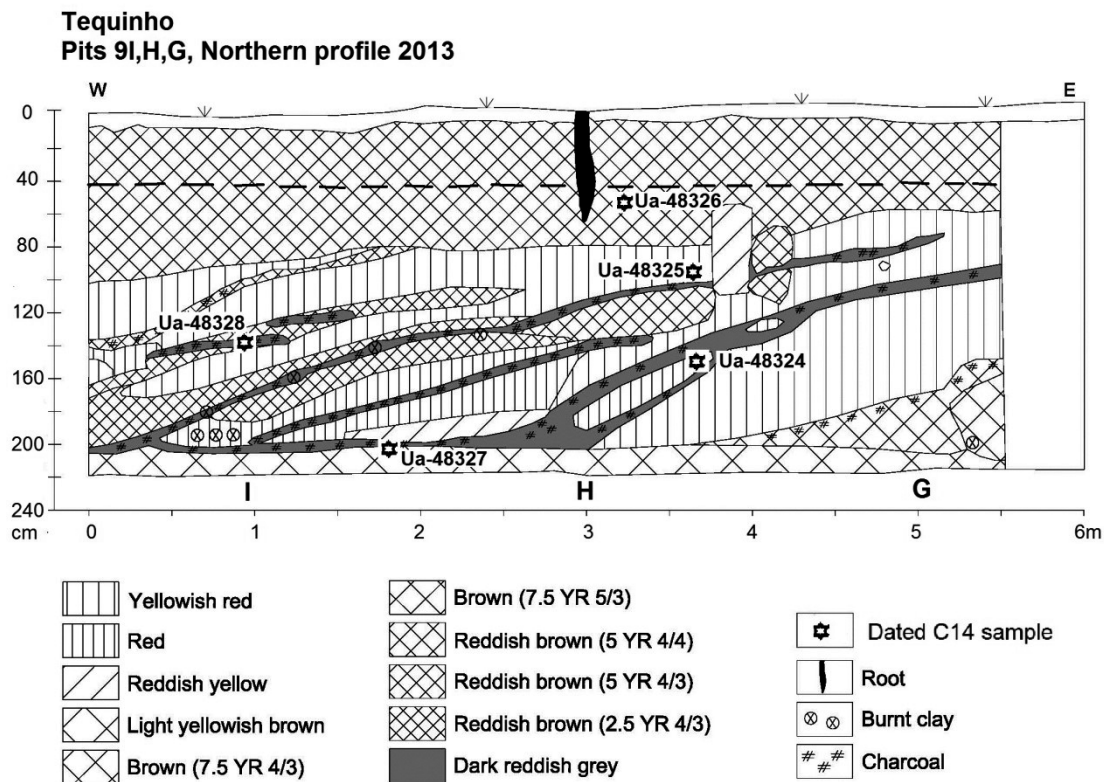 Tequinho
Pits 9I,H,G, Northern profile 2013
W
E
0
40
80
120
160
200
240
cm
Ua-48326
Ua-48325
Ua-48328
Ua-48324
Ua-48327
I
H
G
0
1
2
3
4
5
6m
Yellowish red
Red
Reddish yellow
Light yellowish brown
Brown (7.5 YR 4/3)
Brown (7.5 YR 5/3)
Reddish brown (5 YR 4/4)
Reddish brown (5 YR 4/3)
Reddish brown (2.5 YR 4/3)
Dark reddish grey
Dated C14 sample
Root
Burnt clay
Charcoal